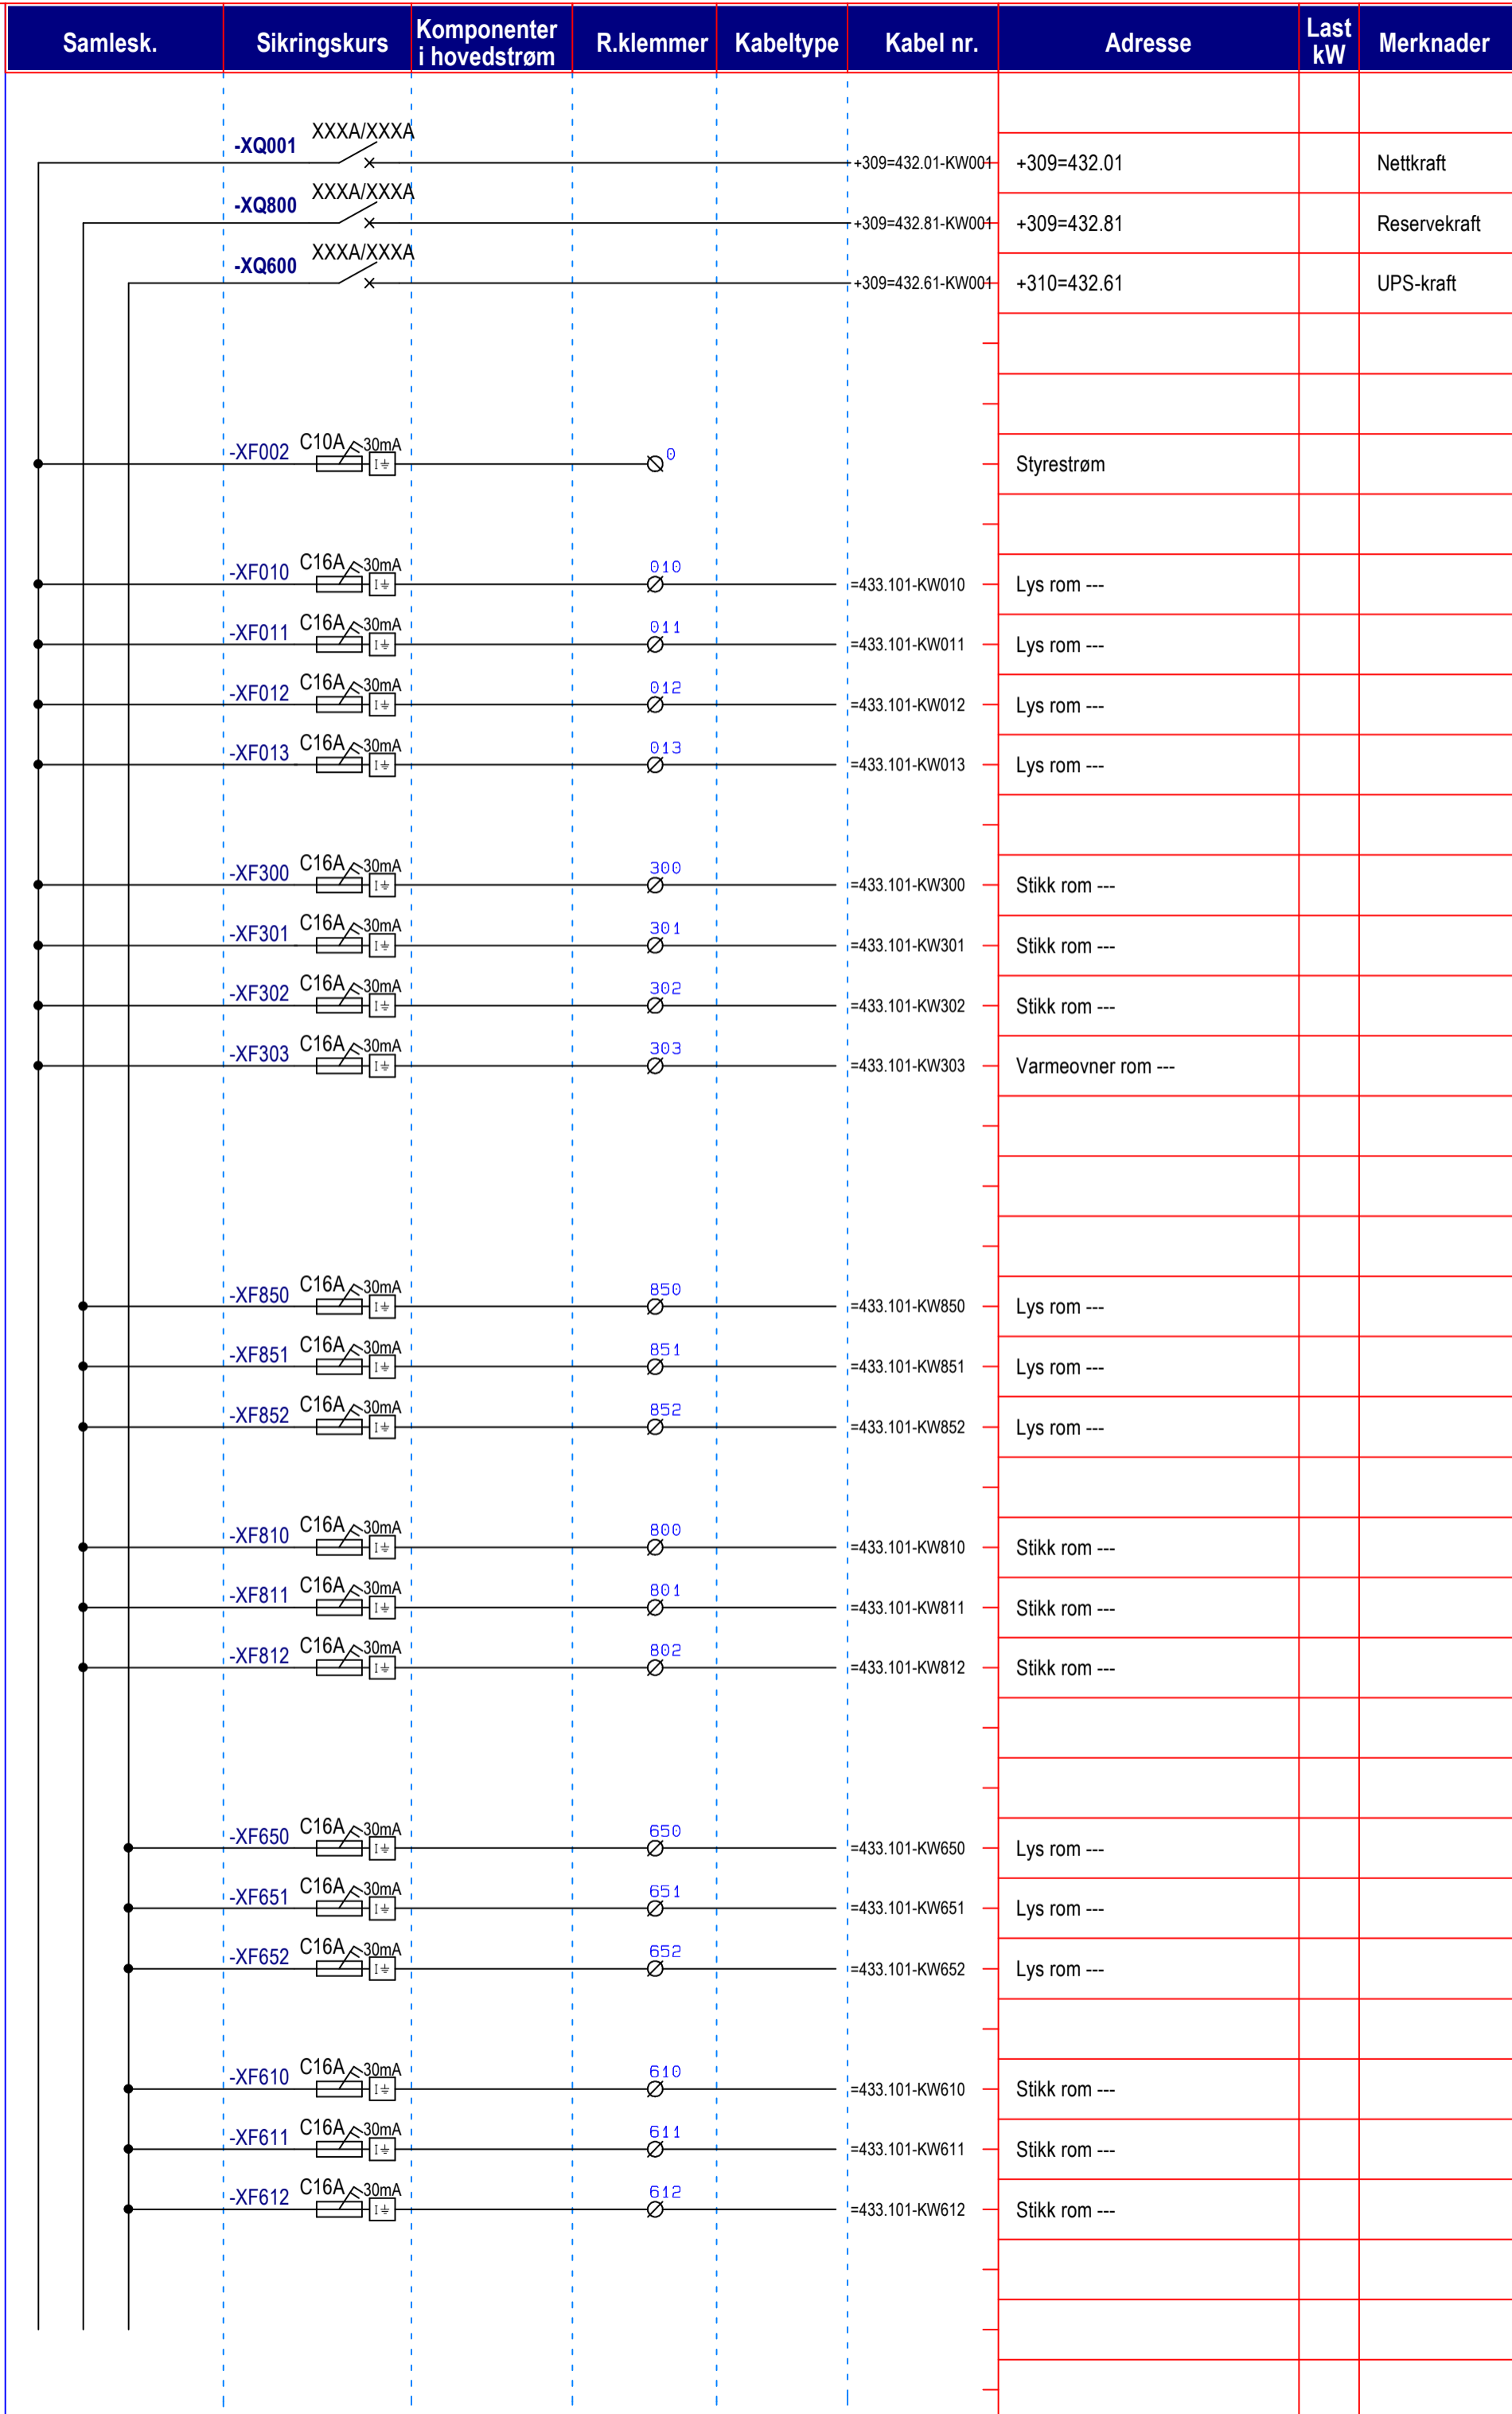 Samlesk. Sikringskurs Komponenter i hovedstrøm R.klemmer Kabeltype Kabel nr. Adresse Last kW Merknader
-XQ001 XXXA/XXXA +309=432.01-KW001 +309=432.01 Nettkraft
-XQ800 XXXA/XXXA +309=432.81-KW001 +309=432.81 Reservekraft
-XQ600 XXXA/XXXA +309=432.61-KW001 +310=432.61 UPS-kraft
-XF002 C10A 30mA 0 Styrestrøm
-XF010 C16A 30mA 010 =433.101-KW010 Lys rom ---
-XF011 C16A 30mA 011 =433.101-KW011 Lys rom ---
-XF012 C16A 30mA 012 =433.101-KW012 Lys rom ---
-XF013 C16A 30mA 013 =433.101-KW013 Lys rom ---
-XF300 C16A 30mA 300 =433.101-KW300 Stikk rom ---
-XF301 C16A 30mA 301 =433.101-KW301 Stikk rom ---
-XF302 C16A 30mA 302 =433.101-KW302 Stikk rom ---
-XF303 C16A 30mA 303 =433.101-KW303 Varmeovner rom ---
-XF850 C16A 30mA 850 =433.101-KW850 Lys rom ---
-XF851 C16A 30mA 851 =433.101-KW851 Lys rom ---
-XF852 C16A 30mA 852 =433.101-KW852 Lys rom ---
-XF810 C16A 30mA 800 =433.101-KW810 Stikk rom ---
-XF811 C16A 30mA 801 =433.101-KW811 Stikk rom ---
-XF812 C16A 30mA 802 =433.101-KW812 Stikk rom ---
-XF650 C16A 30mA 650 =433.101-KW650 Lys rom ---
-XF651 C16A 30mA 651 =433.101-KW651 Lys rom ---
-XF652 C16A 30mA 652 =433.101-KW652 Lys rom ---
-XF610 C16A 30mA 610 =433.101-KW610 Stikk rom ---
-XF611 C16A 30mA 611 =433.101-KW611 Stikk rom ---
-XF612 C16A 30mA 612 =433.101-KW612 Stikk rom ---